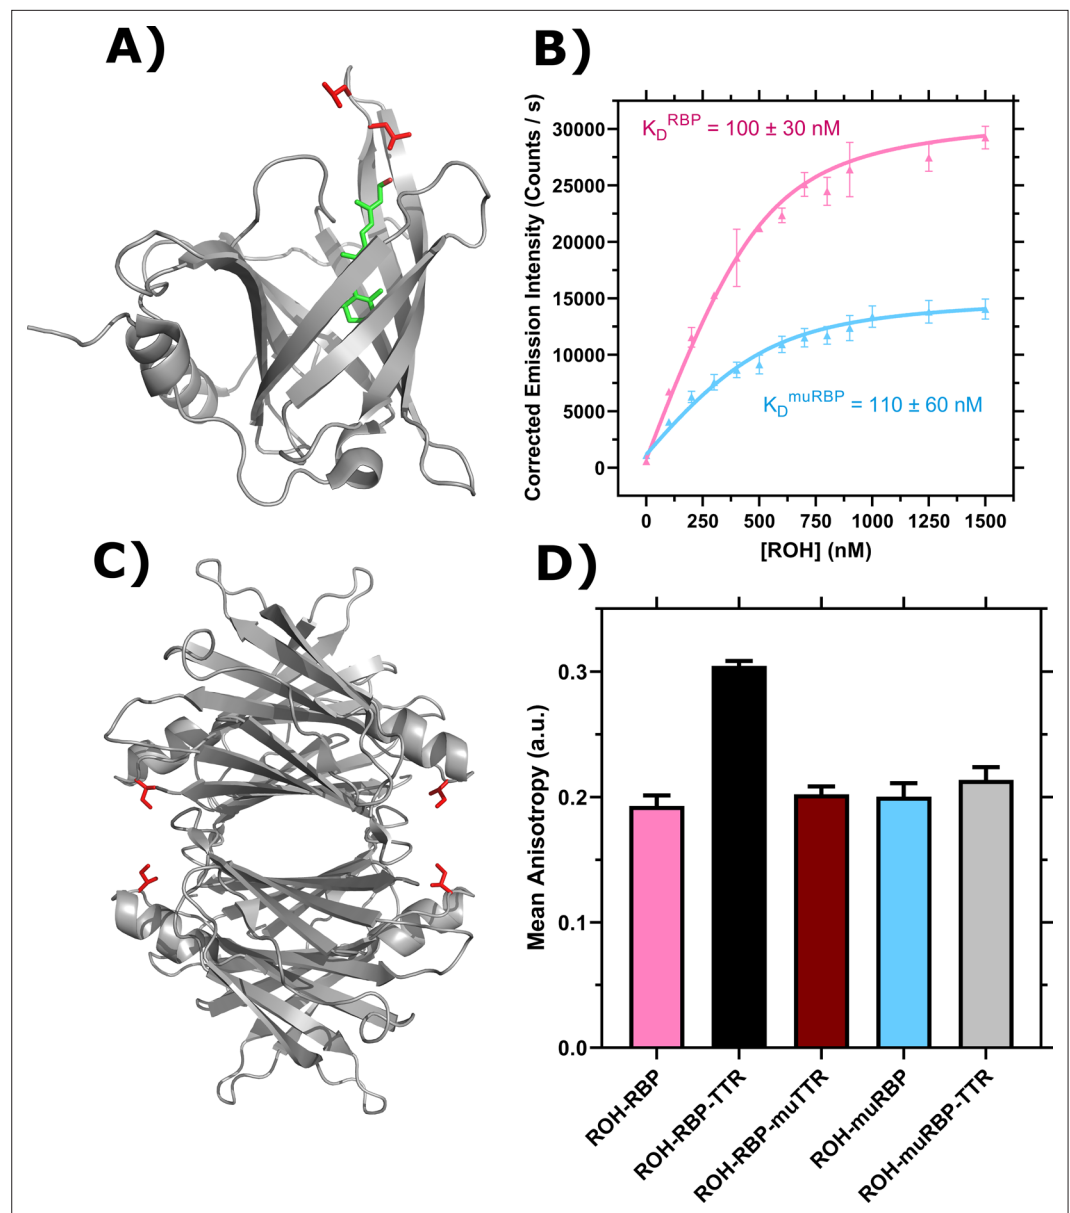 A)
B)
Corrected Emission Intensity (Counts / s)
30000
25000
20000
15000
10000
5000
0
K_D^RBP = 100 ± 30 nM
K_D^muRBP = 110 ± 60 nM
0 250 500 750 1000 1250 1500
[ROH] (nM)
C)
D)
Mean Anisotropy (a.u.)
0.3
0.2
0.1
0.0
ROH-RBP
ROH-RBP-TTR
ROH-RBP-muTTR
ROH-muRBP
ROH-muRBP-TTR